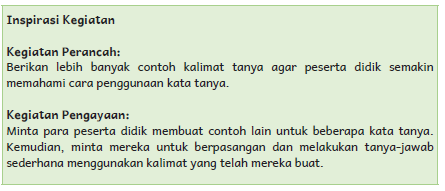 Inspirasi Kegiatan
Kegiatan Perancah:
Berikan lebih banyak contoh kalimat tanya agar peserta didik semakin
memahami cara penggunaan kata tanya.
Kegiatan Pengayaan:
Minta para peserta didik membuat contoh lain untuk beberapa kata tanya.
Kemudian, minta mereka untuk berpasangan dan melakukan tanya-jawab
sederhana menggunakan kalimat yang telah mereka buat.